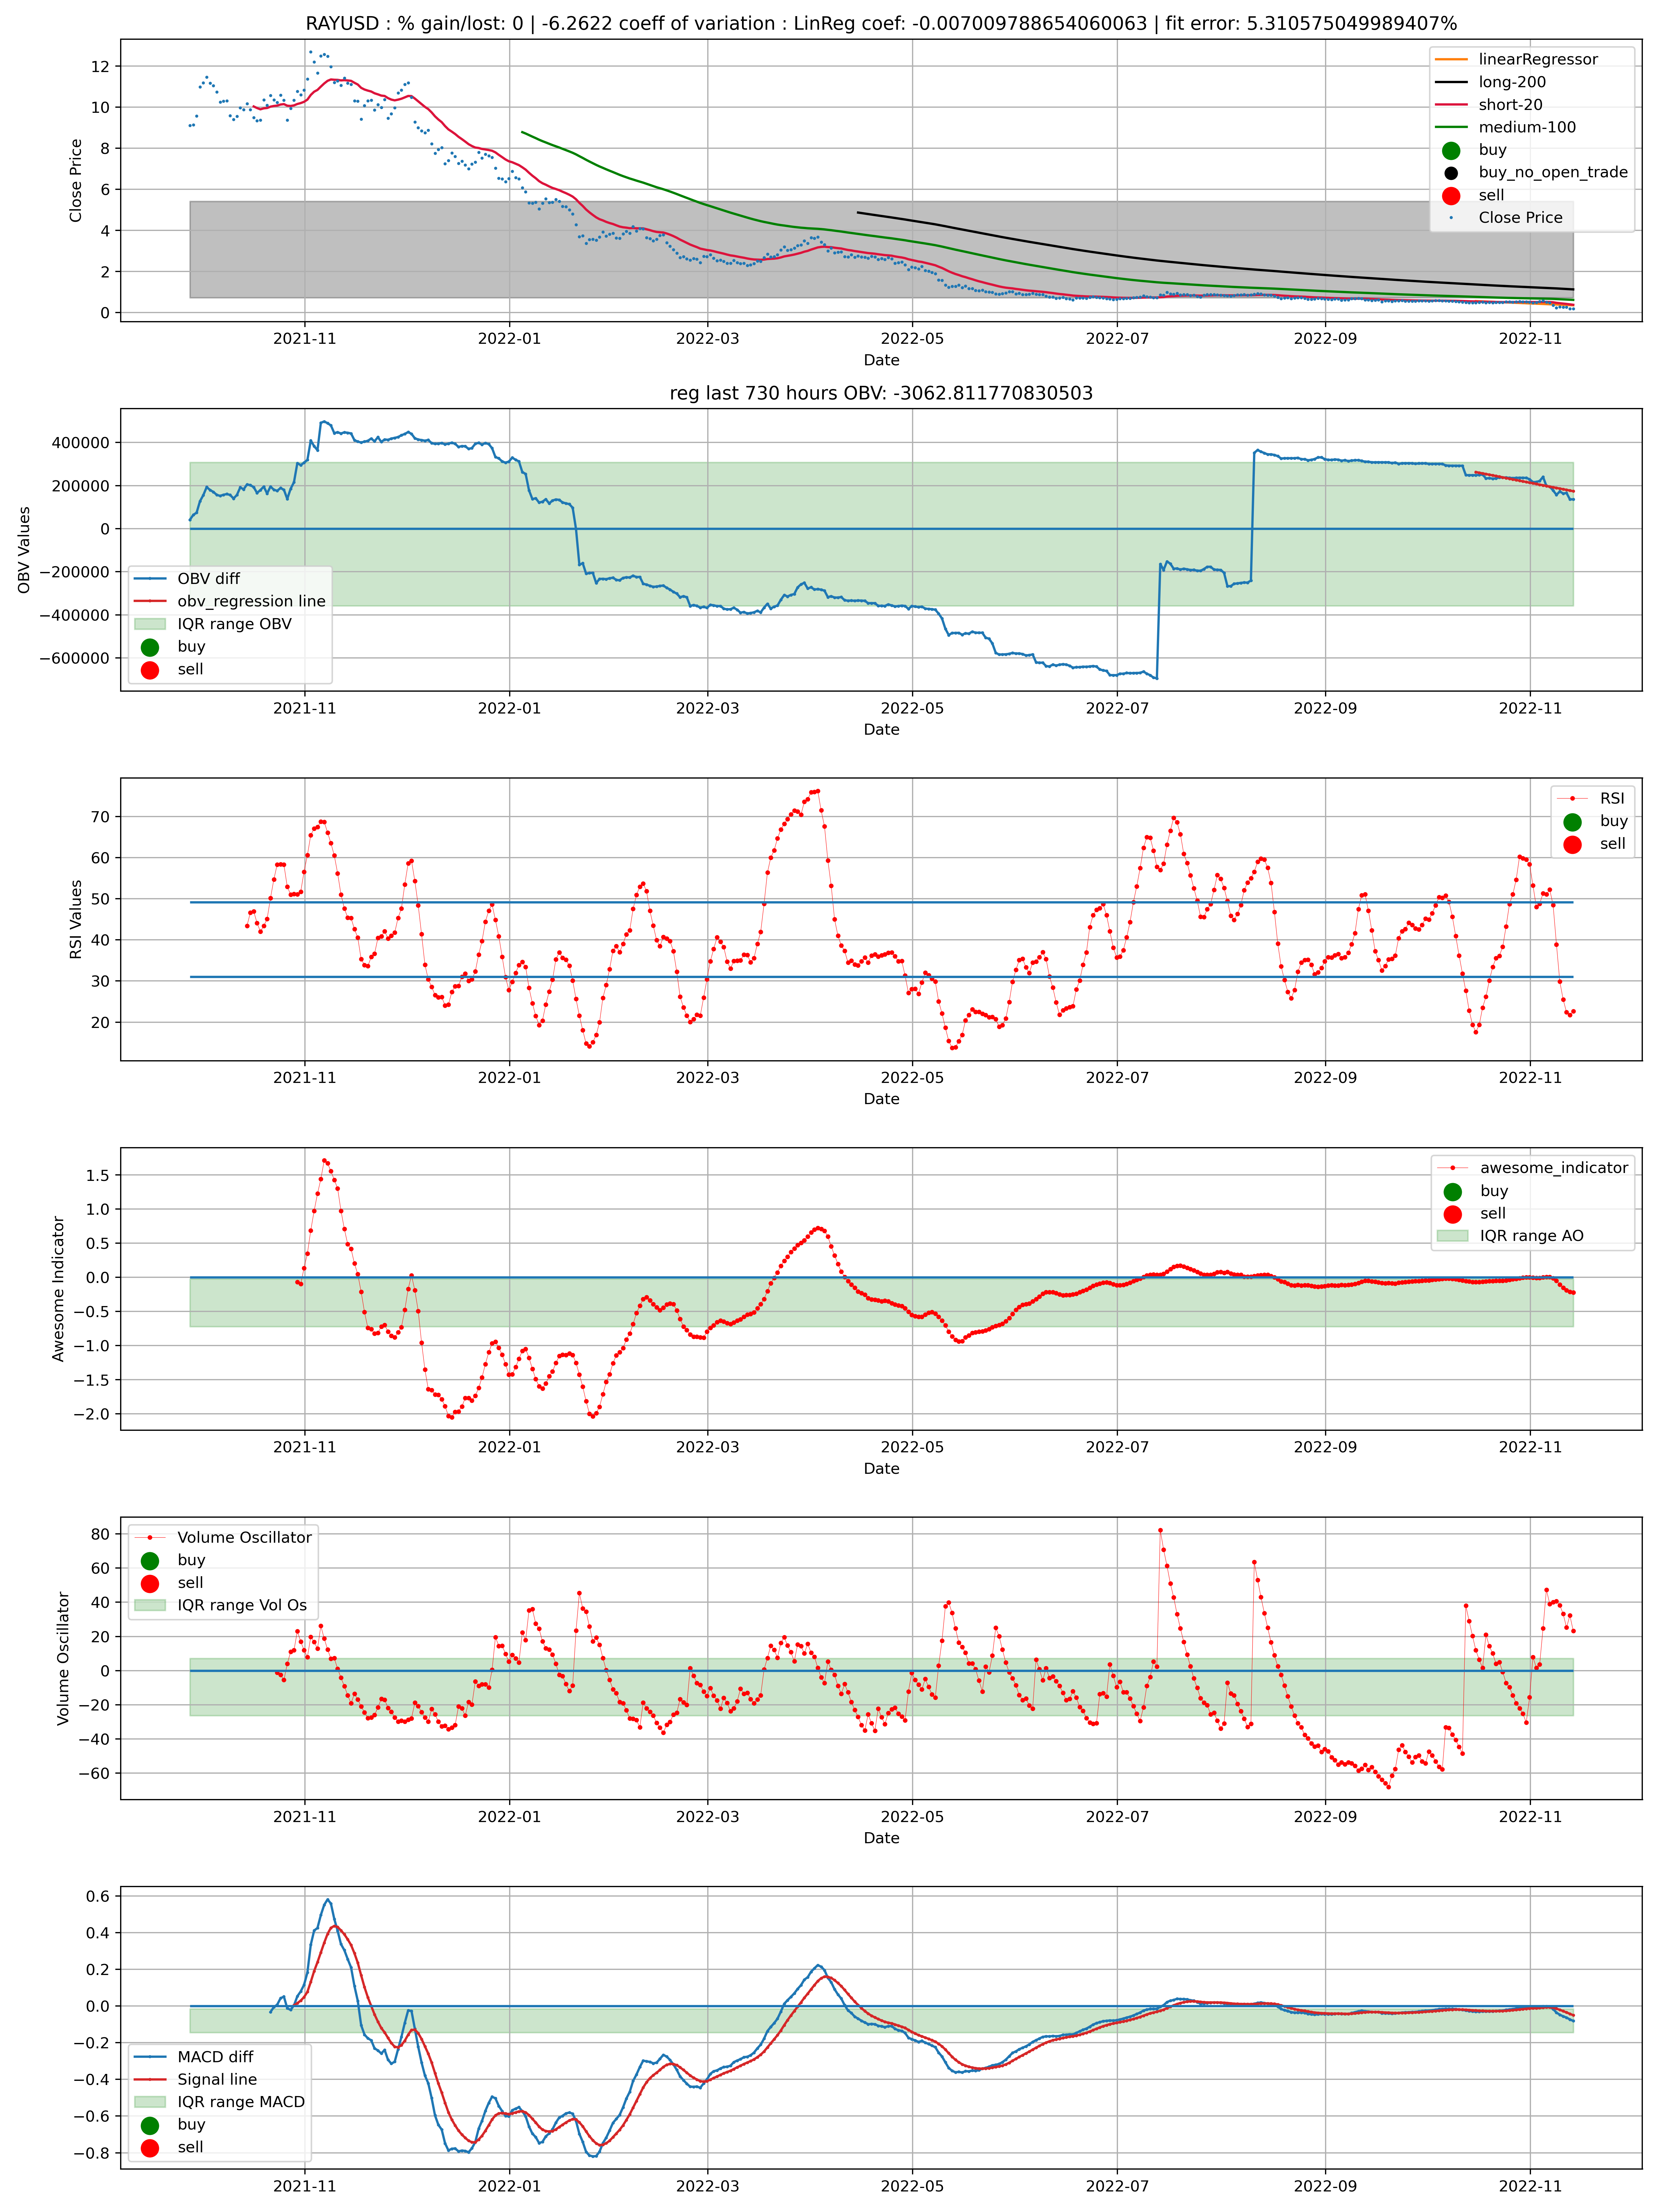 RAYUSD : % gain/lost: 0 | -6.2622 coeff of variation : LinReg coef: -0.007009788654060063 | fit error: 5.310575049989407%
12
10
8
6
4
2
0
Close Price
linearRegressor
long-200
short-20
medium-100
buy
buy_no_open_trade
sell
Close Price
2021-11 2022-01 2022-03 2022-05 2022-07 2022-09 2022-11
Date
reg last 730 hours OBV: -3062.811770830503
400000
200000
0
−200000
−400000
−600000
OBV Values
OBV diff
obv_regression line
IQR range OBV
buy
sell
2021-11 2022-01 2022-03 2022-05 2022-07 2022-09 2022-11
Date
70
60
50
40
30
20
RSI Values
RSI
buy
sell
2021-11 2022-01 2022-03 2022-05 2022-07 2022-09 2022-11
Date
1.5
1.0
0.5
0.0
−0.5
−1.0
−1.5
−2.0
Awesome Indicator
awesome_indicator
buy
sell
IQR range AO
2021-11 2022-01 2022-03 2022-05 2022-07 2022-09 2022-11
Date
80
60
40
20
0
−20
−40
−60
Volume Oscillator
Volume Oscillator
buy
sell
IQR range Vol Os
2021-11 2022-01 2022-03 2022-05 2022-07 2022-09 2022-11
Date
0.6
0.4
0.2
0.0
−0.2
−0.4
−0.6
−0.8
MACD diff
Signal line
IQR range MACD
buy
sell
2021-11 2022-01 2022-03 2022-05 2022-07 2022-09 2022-11